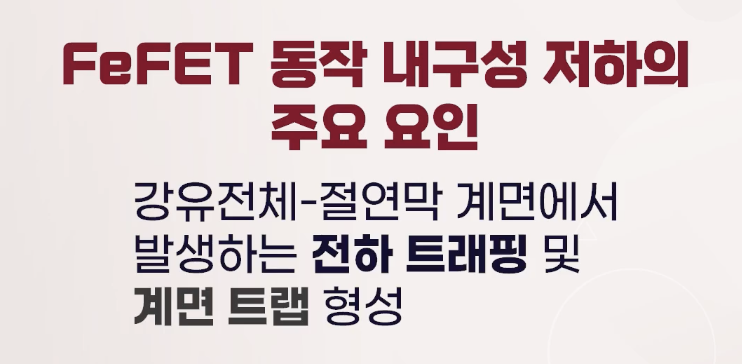 FeFET 동작 내구성 저하의
주요 요인
강유전체-절연막 계면에서
발생하는 전하 트래핑 및
계면 트랩 형성